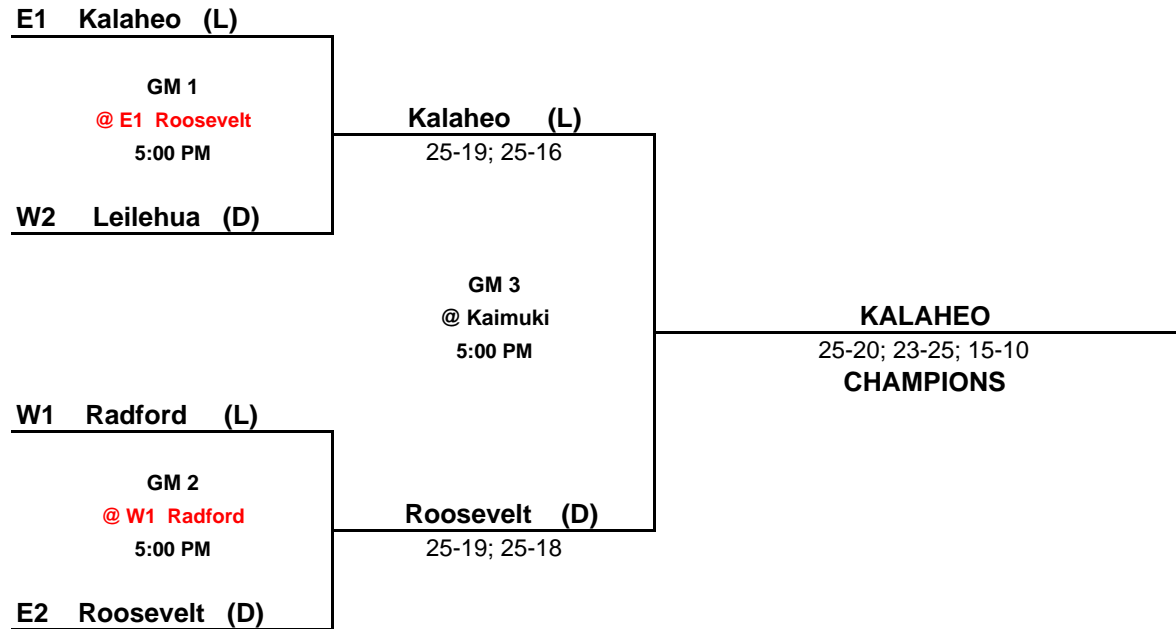 E1 Kalaheo (L)
GM 1
@ E1 Roosevelt
5:00 PM
Kalaheo (L)
25-19; 25-16
W2 Leilehua (D)
GM 3
@ Kaimuki
5:00 PM
KALAHEO
25-20; 23-25; 15-10
CHAMPIONS
W1 Radford (L)
GM 2
@ W1 Radford
5:00 PM
Roosevelt (D)
25-19; 25-18
E2 Roosevelt (D)